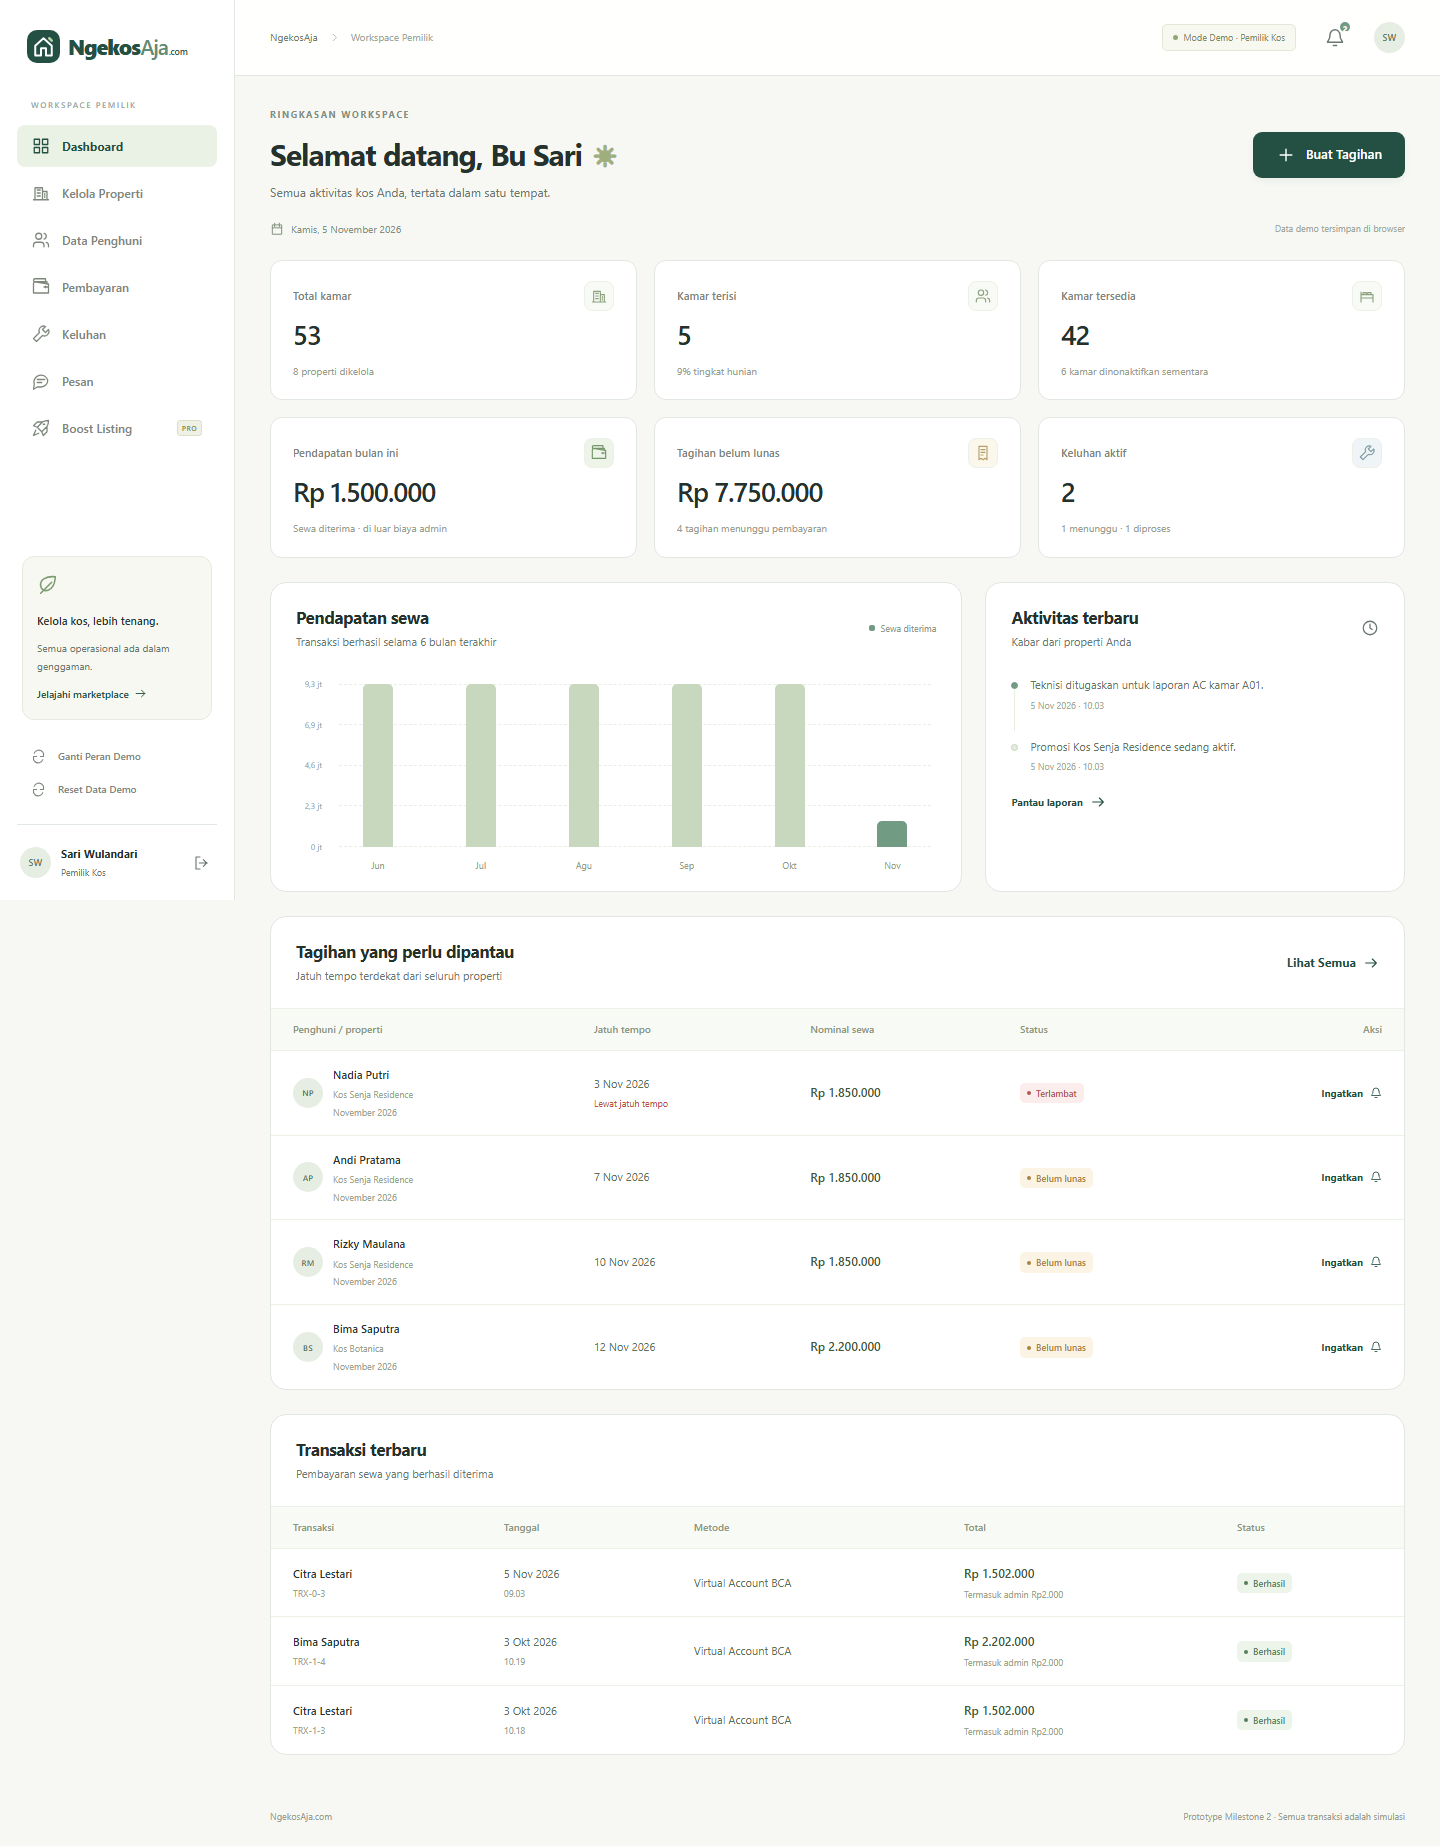 NgekosAja.com
WORKSPACE PEMILIK
Dashboard
Kelola Properti
Data Penghuni
Pembayaran
Keluhan
Pesan
Boost Listing PRO
Kelola kos, lebih tenang.
Semua operasional ada dalam
genggaman.
Jelajahi marketplace
Ganti Peran Demo
Reset Data Demo
SW Sari Wulandari
Pemilik Kos
NgekosAja Workspace Pemilik
Mode Demo · Pemilik Kos
SW
RINGKASAN WORKSPACE
Selamat datang, Bu Sari
Semua aktivitas kos Anda, tertata dalam satu tempat.
Buat Tagihan
Kamis, 5 November 2026
Data demo tersimpan di browser
Total kamar
53
8 properti dikelola
Kamar terisi
5
9% tingkat hunian
Kamar tersedia
42
6 kamar dinonaktifkan sementara
Pendapatan bulan ini
Rp 1.500.000
Sewa diterima · di luar biaya admin
Tagihan belum lunas
Rp 7.750.000
4 tagihan menunggu pembayaran
Keluhan aktif
2
1 menunggu · 1 diproses
Pendapatan sewa
Transaksi berhasil selama 6 bulan terakhir
Sewa diterima
9,3 jt
6,9 jt
4,6 jt
2,3 jt
0 jt
Jun Jul Agu Sep Okt Nov
Aktivitas terbaru
Kabar dari properti Anda
Teknisi ditugaskan untuk laporan AC kamar A01.
5 Nov 2026 · 10.03
Promosi Kos Senja Residence sedang aktif.
5 Nov 2026 · 10.03
Pantau laporan
Tagihan yang perlu dipantau
Jatuh tempo terdekat dari seluruh properti
Lihat Semua
Penghuni / properti Jatuh tempo Nominal sewa Status Aksi
NP Nadia Putri
Kos Senja Residence
November 2026
3 Nov 2026
Lewat jatuh tempo
Rp 1.850.000
Terlambat
Ingatkan
AP Andi Pratama
Kos Senja Residence
November 2026
7 Nov 2026
Rp 1.850.000
Belum lunas
Ingatkan
RM Rizky Maulana
Kos Senja Residence
November 2026
10 Nov 2026
Rp 1.850.000
Belum lunas
Ingatkan
BS Bima Saputra
Kos Botanica
November 2026
12 Nov 2026
Rp 2.200.000
Belum lunas
Ingatkan
Transaksi terbaru
Pembayaran sewa yang berhasil diterima
Transaksi Tanggal Metode Total Status
Citra Lestari
TRX-0-3
5 Nov 2026
09.03
Virtual Account BCA
Rp 1.502.000
Termasuk admin Rp2.000
Berhasil
Bima Saputra
TRX-1-4
3 Okt 2026
10.19
Virtual Account BCA
Rp 2.202.000
Termasuk admin Rp2.000
Berhasil
Citra Lestari
TRX-1-3
3 Okt 2026
10.18
Virtual Account BCA
Rp 1.502.000
Termasuk admin Rp2.000
Berhasil
NgekosAja.com
Prototype Milestone 2 · Semua transaksi adalah simulasi